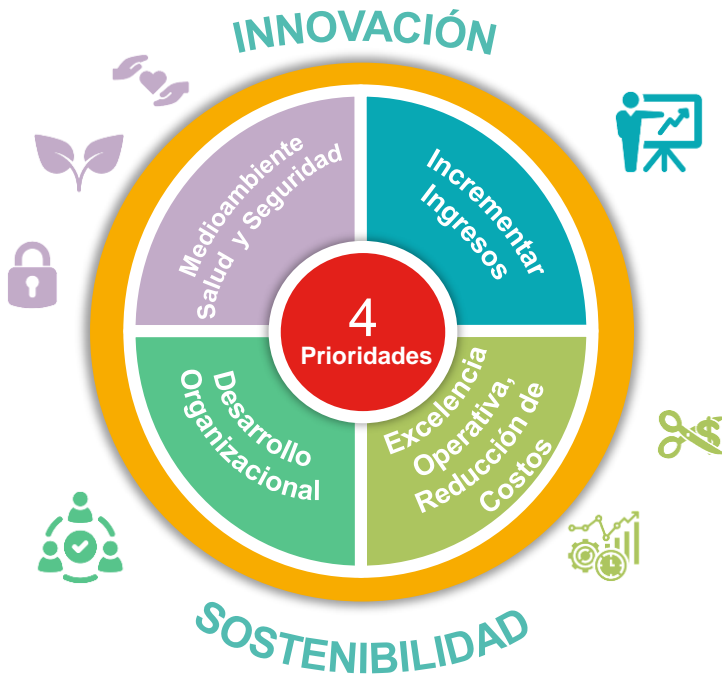 INNOVACIÓN
Medioambiente
Salud y Seguridad
Incrementar
Ingresos
4
Prioridades
Desarrollo
Organizacional
Excelencia
Operativa,
Reducción de
Costos
$
SOSTENIBILIDAD